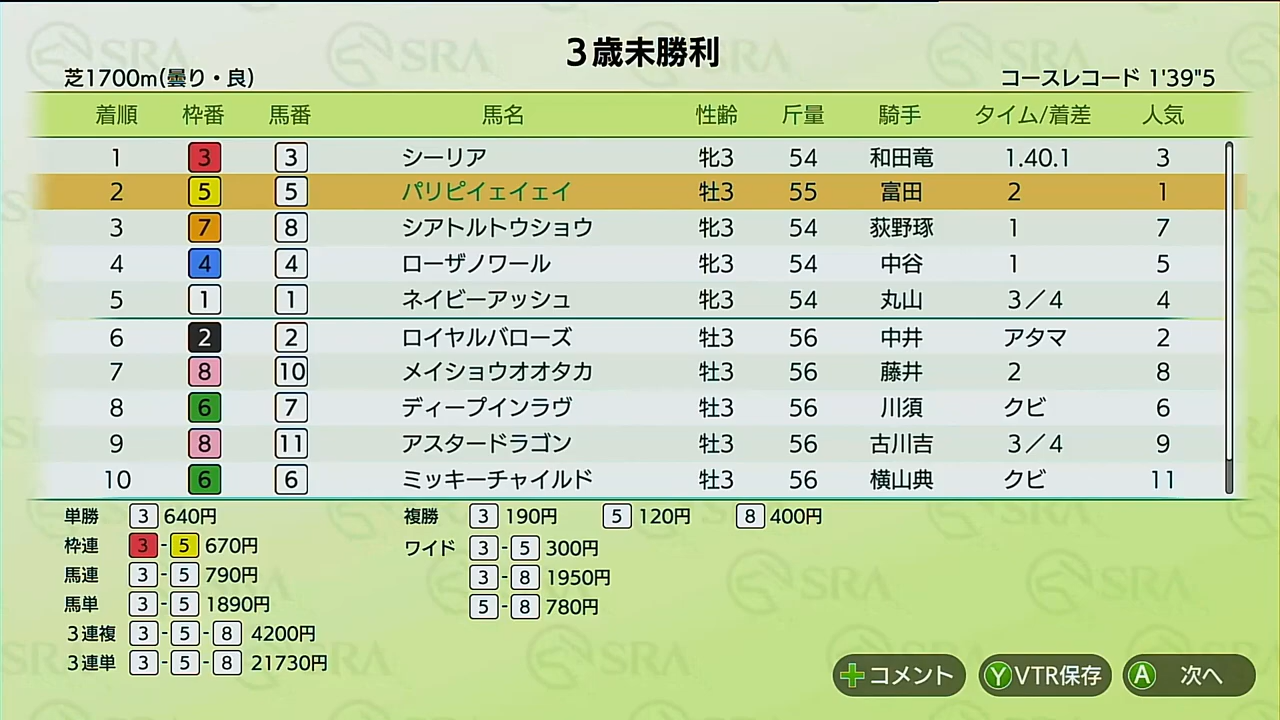 3歳未勝利
芝1700m(曇り・良)
コースレコード 1'39"5
着順 枠番 馬番 馬名 性齢 斤量 騎手 タイム/着差 人気
1 3 3 シーリア 牝3 54 和田竜 1.40.1 3
2 5 5 パリピイェイェイ 牡3 55 富田 2 1
3 7 8 シアトルトウショウ 牝3 54 荻野琢 1 7
4 4 4 ローザノワール 牝3 54 中谷 1 5
5 1 1 ネイビーアッシュ 牝3 54 丸山 3／4 4
6 2 2 ロイヤルバローズ 牡3 56 中井 アタマ 2
7 8 10 メイショウオオタカ 牡3 56 藤井 2 8
8 6 7 ディープインラヴ 牡3 56 川須 クビ 6
9 8 11 アスタードラゴン 牡3 56 古川吉 3／4 9
10 6 6 ミッキーチャイルド 牡3 56 横山典 クビ 11
単勝 3 640円
枠連 3-5 670円
馬連 3-5 790円
馬単 3-5 1890円
3連複 3-5-8 4200円
3連単 3-5-8 21730円
複勝 3 190円 5 120円 8 400円
ワイド 3-5 300円
3-8 1950円
5-8 780円
コメント Y VTR保存 A 次へ
SRA